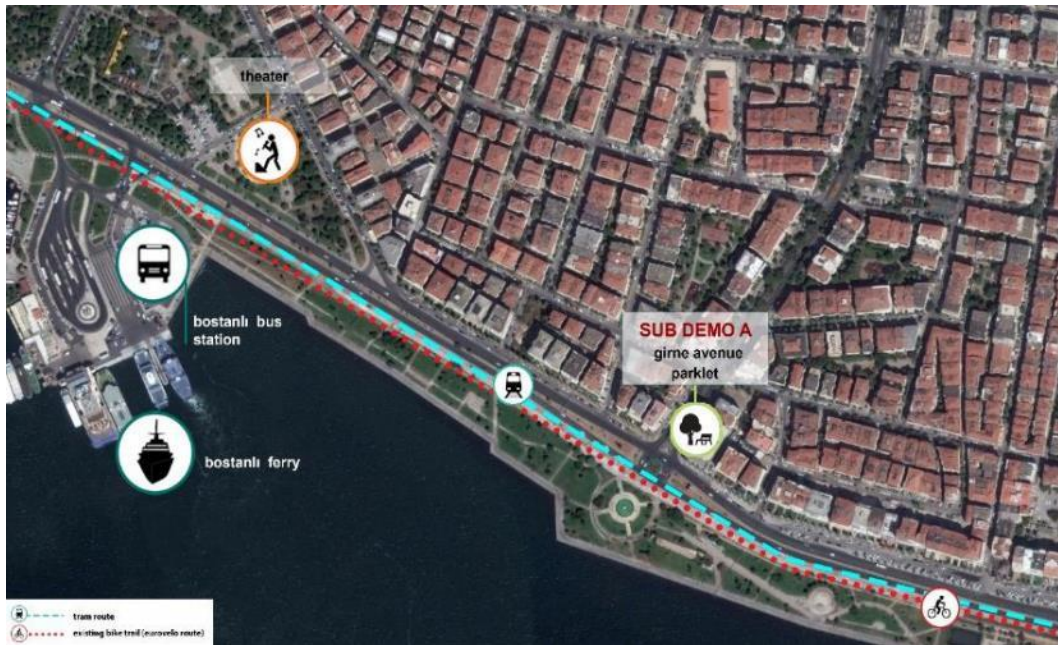 theater
bostanlı bus
station
SUB DEMO A
girne avenue
parklet
bostanlı ferry
tram route
existing bike trail (eurovelo route)